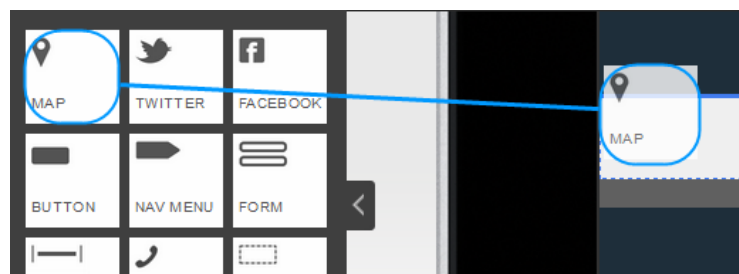 MAP
TWITTER
FACEBOOK
MAP
BUTTON
NAV MENU
FORM